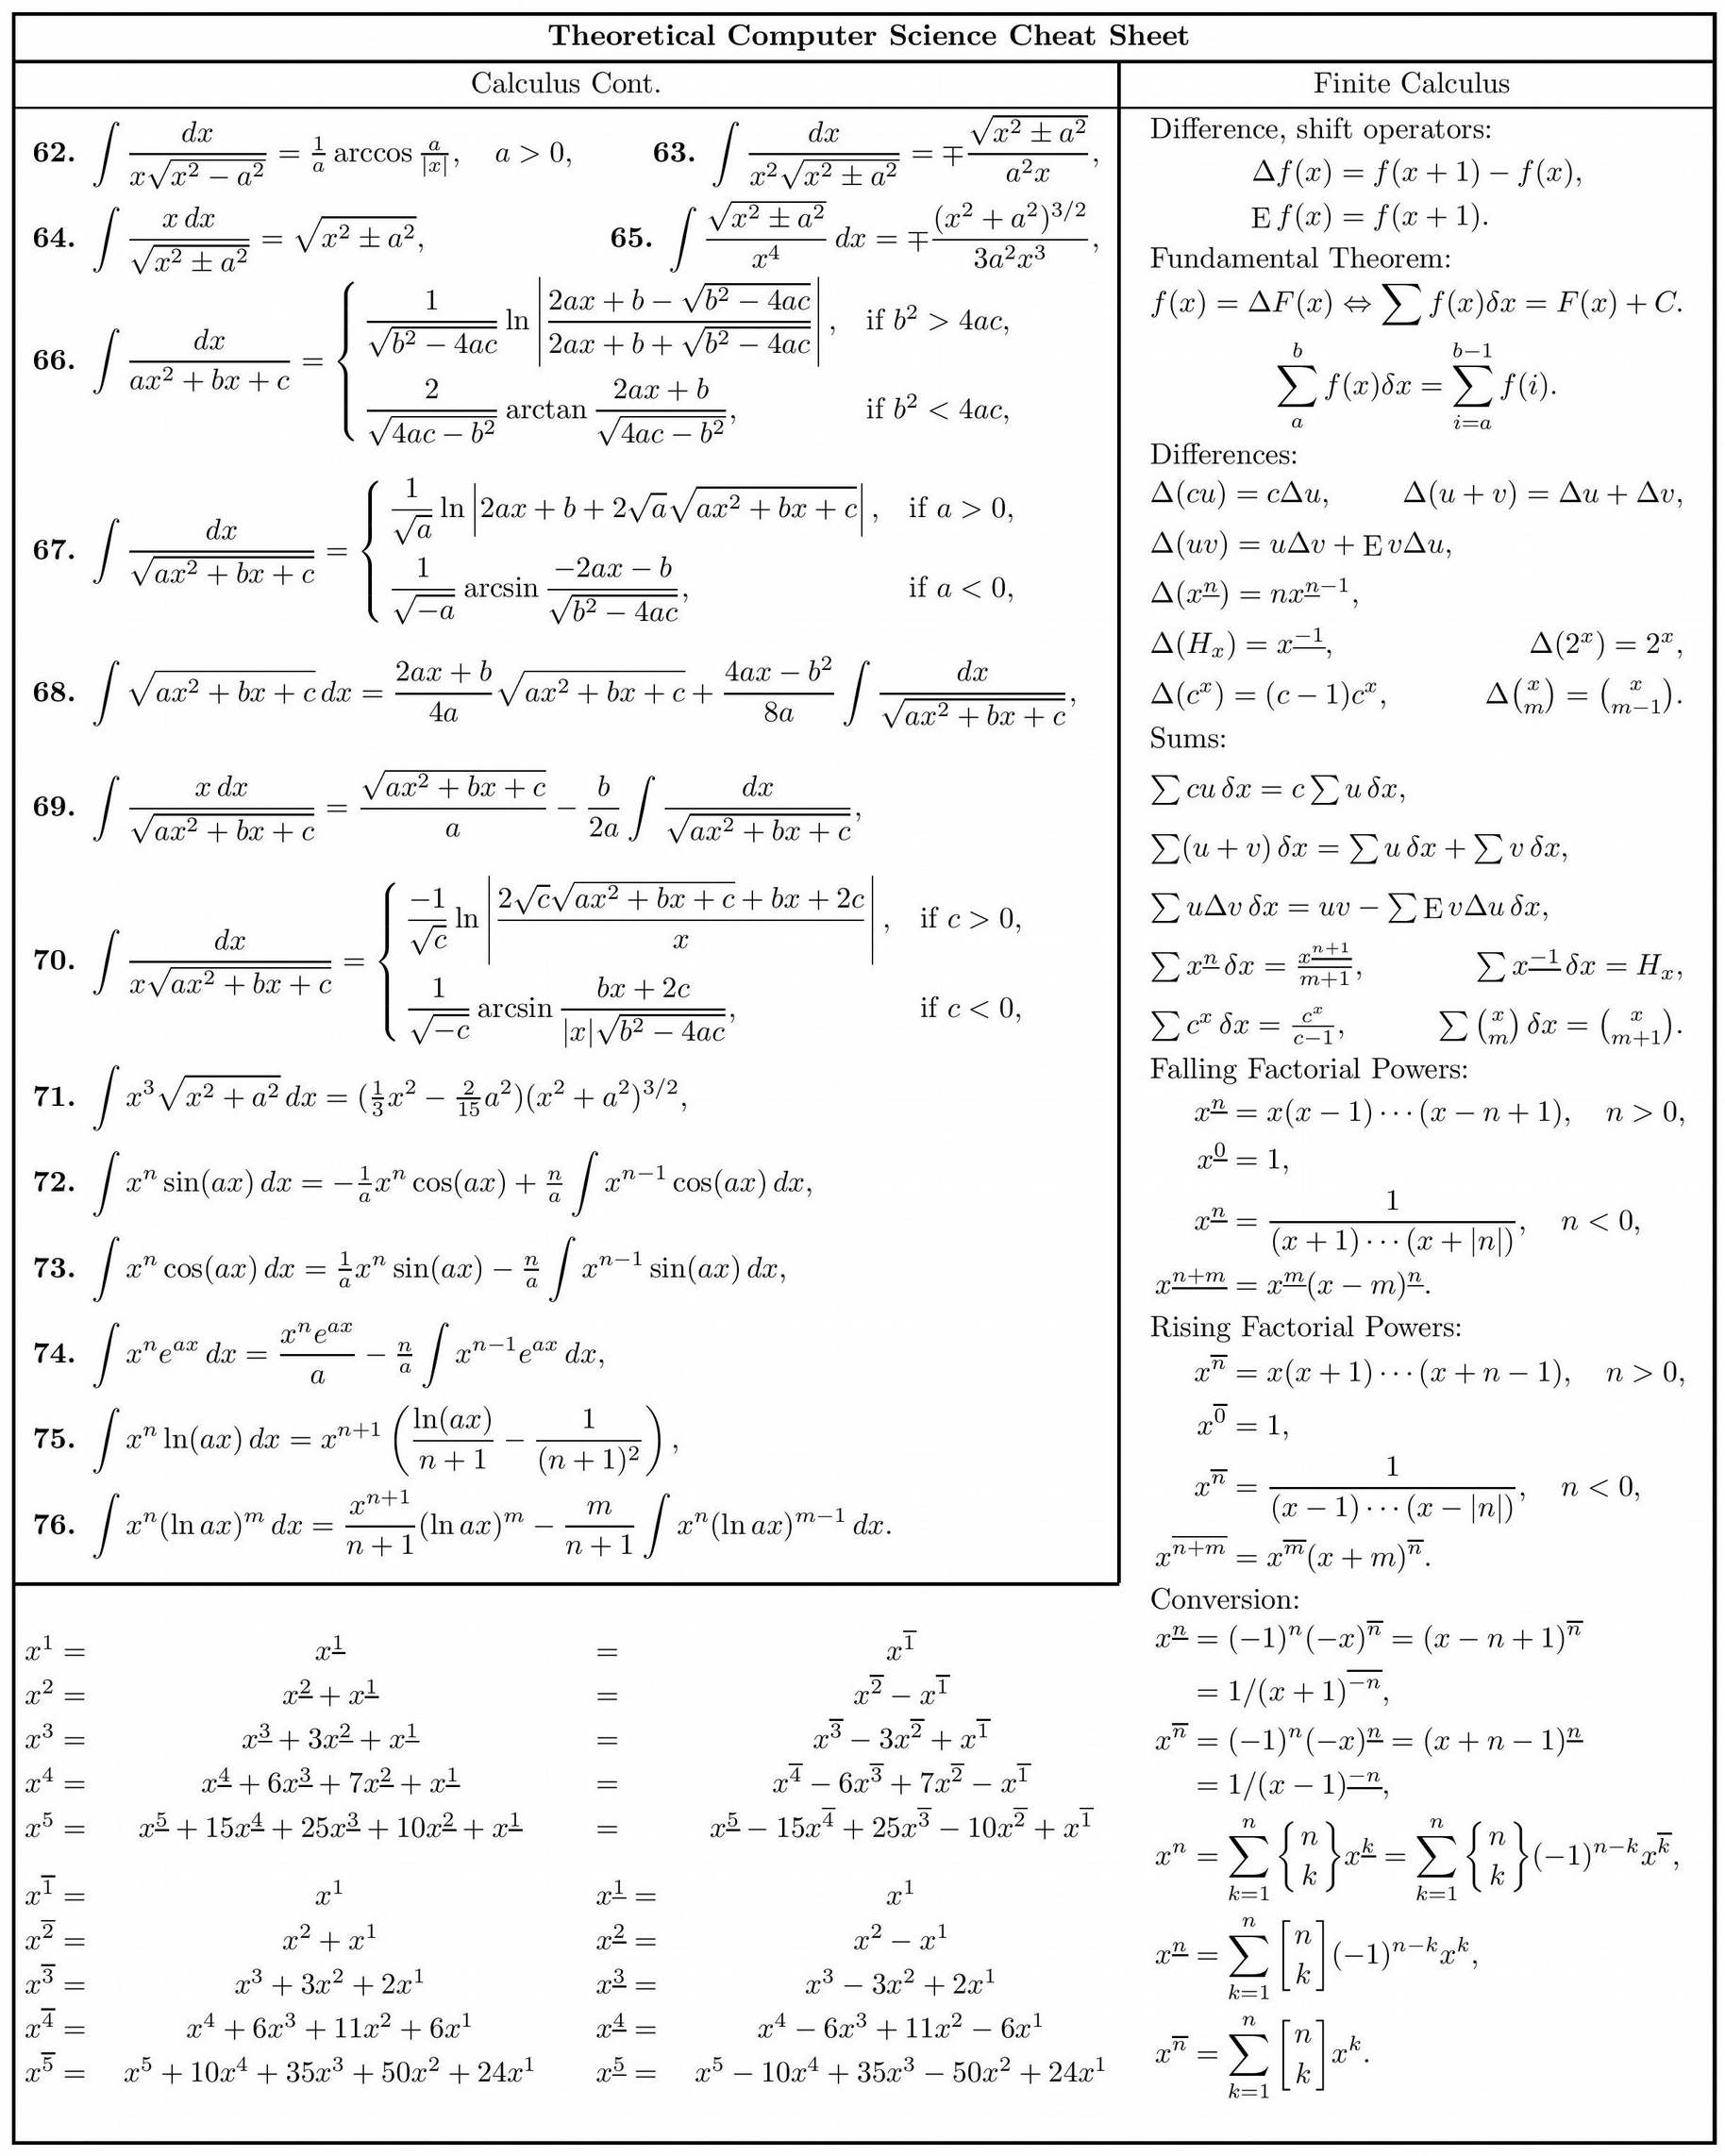 Theoretical Computer Science Cheat Sheet
Calculus Cont.
62. $\int \frac{dx}{x\sqrt{x^2 - a^2}} = \frac{1}{a} \arccos \frac{a}{|x|}, \quad a > 0,$ 63. $\int \frac{dx}{x^2\sqrt{x^2 \pm a^2}} = \mp \frac{\sqrt{x^2 \pm a^2}}{a^2 x},$
64. $\int \frac{x\,dx}{\sqrt{x^2 \pm a^2}} = \sqrt{x^2 \pm a^2},$ 65. $\int \frac{\sqrt{x^2 \pm a^2}}{x^4}\,dx = \mp \frac{(x^2 + a^2)^{3/2}}{3a^2x^3},$
66. $\int \frac{dx}{ax^2 + bx + c} = \begin{cases} \frac{1}{\sqrt{b^2 - 4ac}} \ln \left| \frac{2ax + b - \sqrt{b^2 - 4ac}}{2ax + b + \sqrt{b^2 - 4ac}} \right|, & \text{if } b^2 > 4ac, \\ \frac{2}{\sqrt{4ac - b^2}} \arctan \frac{2ax + b}{\sqrt{4ac - b^2}}, & \text{if } b^2 < 4ac, \end{cases}$
67. $\int \frac{dx}{\sqrt{ax^2 + bx + c}} = \begin{cases} \frac{1}{\sqrt{a}} \ln \left| 2ax + b + 2\sqrt{a}\sqrt{ax^2 + bx + c} \right|, & \text{if } a > 0, \\ \frac{1}{\sqrt{-a}} \arcsin \frac{-2ax - b}{\sqrt{b^2 - 4ac}}, & \text{if } a < 0, \end{cases}$
68. $\int \sqrt{ax^2 + bx + c}\,dx = \frac{2ax + b}{4a}\sqrt{ax^2 + bx + c} + \frac{4ax - b^2}{8a} \int \frac{dx}{\sqrt{ax^2 + bx + c}},$
69. $\int \frac{x\,dx}{\sqrt{ax^2 + bx + c}} = \frac{\sqrt{ax^2 + bx + c}}{a} - \frac{b}{2a} \int \frac{dx}{\sqrt{ax^2 + bx + c}},$
70. $\int \frac{dx}{x\sqrt{ax^2 + bx + c}} = \begin{cases} \frac{-1}{\sqrt{c}} \ln \left| \frac{2\sqrt{c}\sqrt{ax^2 + bx + c} + bx + 2c}{x} \right|, & \text{if } c > 0, \\ \frac{1}{\sqrt{-c}} \arcsin \frac{bx + 2c}{|x|\sqrt{b^2 - 4ac}}, & \text{if } c < 0, \end{cases}$
71. $\int x^3\sqrt{x^2 + a^2}\,dx = (\frac{1}{3}x^2 - \frac{2}{15}a^2)(x^2 + a^2)^{3/2},$
72. $\int x^n \sin(ax)\,dx = -\frac{1}{a}x^n \cos(ax) + \frac{n}{a} \int x^{n-1} \cos(ax)\,dx,$
73. $\int x^n \cos(ax)\,dx = \frac{1}{a}x^n \sin(ax) - \frac{n}{a} \int x^{n-1} \sin(ax)\,dx,$
74. $\int x^n e^{ax}\,dx = \frac{x^n e^{ax}}{a} - \frac{n}{a} \int x^{n-1} e^{ax}\,dx,$
75. $\int x^n \ln(ax)\,dx = x^{n+1} \left( \frac{\ln(ax)}{n+1} - \frac{1}{(n+1)^2} \right),$
76. $\int x^n (\ln ax)^m\,dx = \frac{x^{n+1}}{n+1} (\ln ax)^m - \frac{m}{n+1} \int x^n (\ln ax)^{m-1}\,dx.$
$x^1 = x^{\underline{1}} = x^{\overline{1}}$
$x^2 = x^{\underline{2}} + x^{\underline{1}} = x^{\overline{2}} - x^{\overline{1}}$
$x^3 = x^{\underline{3}} + 3x^{\underline{2}} + x^{\underline{1}} = x^{\overline{3}} - 3x^{\overline{2}} + x^{\overline{1}}$
$x^4 = x^{\underline{4}} + 6x^{\underline{3}} + 7x^{\underline{2}} + x^{\underline{1}} = x^{\overline{4}} - 6x^{\overline{3}} + 7x^{\overline{2}} - x^{\overline{1}}$
$x^5 = x^{\underline{5}} + 15x^{\underline{4}} + 25x^{\underline{3}} + 10x^{\underline{2}} + x^{\underline{1}} = x^{\underline{5}} - 15x^{\overline{4}} + 25x^{\overline{3}} - 10x^{\overline{2}} + x^{\overline{1}}$
$x^{\overline{1}} = x^1 \quad x^{\underline{1}} = x^1$
$x^{\overline{2}} = x^2 + x^1 \quad x^{\underline{2}} = x^2 - x^1$
$x^{\overline{3}} = x^3 + 3x^2 + 2x^1 \quad x^{\underline{3}} = x^3 - 3x^2 + 2x^1$
$x^{\overline{4}} = x^4 + 6x^3 + 11x^2 + 6x^1 \quad x^{\underline{4}} = x^4 - 6x^3 + 11x^2 - 6x^1$
$x^{\overline{5}} = x^5 + 10x^4 + 35x^3 + 50x^2 + 24x^1 \quad x^{\underline{5}} = x^5 - 10x^4 + 35x^3 - 50x^2 + 24x^1$
Finite Calculus
Difference, shift operators:
$\Delta f(x) = f(x + 1) - f(x),$
$\mathrm{E}\,f(x) = f(x + 1).$
Fundamental Theorem:
$f(x) = \Delta F(x) \Leftrightarrow \sum f(x)\delta x = F(x) + C.$
$\sum_{a}^{b} f(x)\delta x = \sum_{i=a}^{b-1} f(i).$
Differences:
$\Delta(cu) = c\Delta u, \quad \Delta(u + v) = \Delta u + \Delta v,$
$\Delta(uv) = u\Delta v + \mathrm{E}\,v\Delta u,$
$\Delta(x^{\underline{n}}) = nx^{\underline{n}-1},$
$\Delta(H_x) = x^{\underline{-1}}, \quad \Delta(2^x) = 2^x,$
$\Delta(c^x) = (c - 1)c^x, \quad \Delta\binom{x}{m} = \binom{x}{m-1}.$
Sums:
$\sum cu\,\delta x = c\sum u\,\delta x,$
$\sum(u + v)\,\delta x = \sum u\,\delta x + \sum v\,\delta x,$
$\sum u\Delta v\,\delta x = uv - \sum \mathrm{E}\,v\Delta u\,\delta x,$
$\sum x^{\underline{n}}\,\delta x = \frac{x^{\underline{n+1}}}{m+1}, \quad \sum x^{\underline{-1}}\,\delta x = H_x,$
$\sum c^x\,\delta x = \frac{c^x}{c-1}, \quad \sum \binom{x}{m}\,\delta x = \binom{x}{m+1}.$
Falling Factorial Powers:
$x^{\underline{n}} = x(x - 1) \cdots (x - n + 1), \quad n > 0,$
$x^{\underline{0}} = 1,$
$x^{\underline{n}} = \frac{1}{(x + 1) \cdots (x + |n|)}, \quad n < 0,$
$x^{\underline{n+m}} = x^{\underline{m}}(x - m)^{\underline{n}}.$
Rising Factorial Powers:
$x^{\overline{n}} = x(x + 1) \cdots (x + n - 1), \quad n > 0,$
$x^{\overline{0}} = 1,$
$x^{\overline{n}} = \frac{1}{(x - 1) \cdots (x - |n|)}, \quad n < 0,$
$x^{\overline{n+m}} = x^{\overline{m}}(x + m)^{\overline{n}}.$
Conversion:
$x^{\underline{n}} = (-1)^n(-x)^{\overline{n}} = (x - n + 1)^{\overline{n}}$
$= 1/(x + 1)^{\overline{-n}},$
$x^{\overline{n}} = (-1)^n(-x)^{\underline{n}} = (x + n - 1)^{\underline{n}}$
$= 1/(x - 1)^{\underline{-n}},$
$x^n = \sum_{k=1}^{n} {n \brace k} x^{\underline{k}} = \sum_{k=1}^{n} {n \brace k} (-1)^{n-k} x^{\overline{k}},$
$x^{\underline{n}} = \sum_{k=1}^{n} {n \brack k} (-1)^{n-k} x^k,$
$x^{\overline{n}} = \sum_{k=1}^{n} {n \brack k} x^k.$